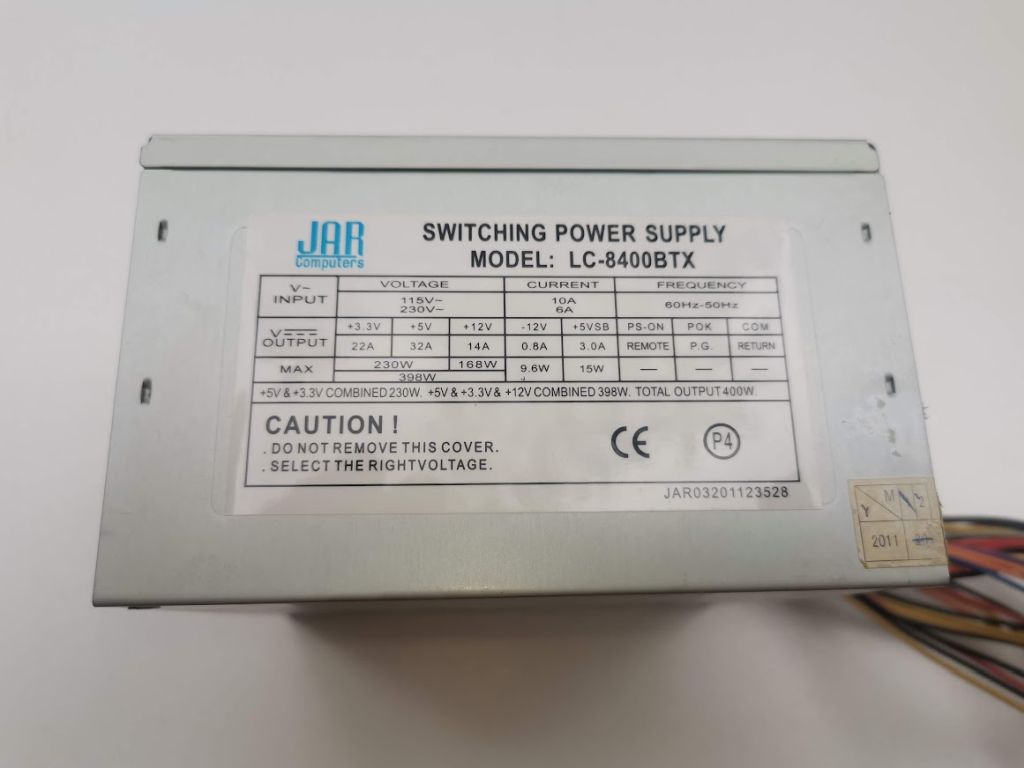 JAR
Computers
SWITCHING POWER SUPPLY
MODEL: LC-8400BTX
V~ INPUT VOLTAGE CURRENT FREQUENCY
115V~ 230V~ 10A 6A 60Hz-50Hz
V OUTPUT +3.3V +5V +12V -12V +5VSB PS-ON POK COM
22A 32A 14A 0.8A 3.0A REMOTE P.G. RETURN
MAX 230W 168W 9.6W 15W — — —
398W
+5V & +3.3V COMBINED 230W. +5V & +3.3V & +12V COMBINED 398W. TOTAL OUTPUT 400W.
CAUTION !
. DO NOT REMOVE THIS COVER.
. SELECT THE RIGHTVOLTAGE.
CE P4
JAR03201123528
M
Y
2011